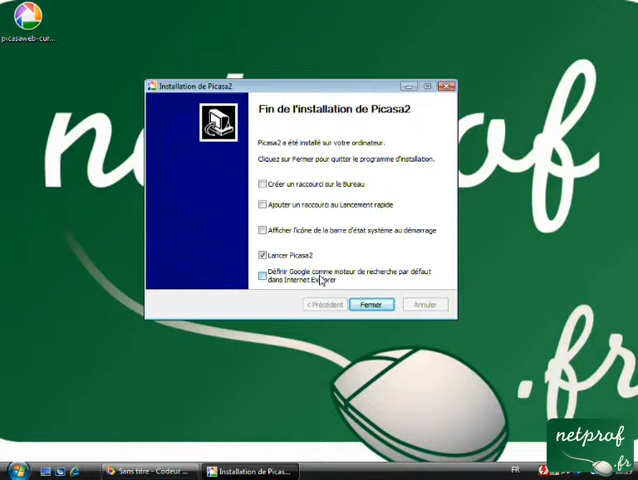 picasaweb-cur...
Installation de Picasa2
Fin de l'installation de Picasa2
Picasa2 a été installé sur votre ordinateur.
Cliquez sur Fermer pour quitter le programme d'installation.
Créer un raccourci sur le Bureau
Ajouter un raccourci au Lancement rapide
Afficher l'icône de la barre d'état système au démarrage
Lancer Picasa2
Définir Google comme moteur de recherche par défaut
dans Internet Explorer
< Précédent
Fermer
Annuler
of
.fr
netprof
.fr
Sans titre - Codeur ...
Installation de Picas...
FR